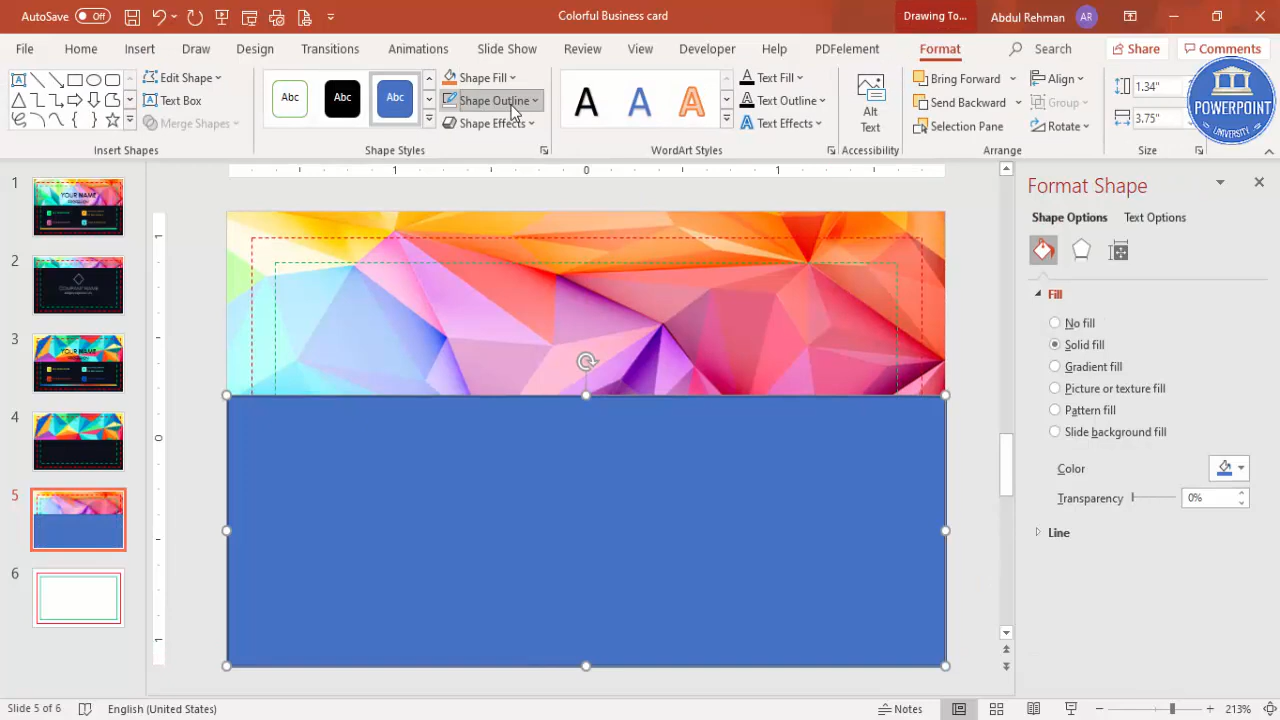 AutoSave Off Colorful Business card Drawing To... Abdul Rehman AR
File Home Insert Draw Design Transitions Animations Slide Show Review View Developer Help PDFelement Format Search Share Comments
Edit Shape Text Box Merge Shapes
Insert Shapes
Abc Abc Abc
Shape Fill
Shape Outline
Shape Effects
Shape Styles
A A A
Text Fill
Text Outline
Text Effects
WordArt Styles
Alt
Text
Accessibility
Bring Forward
Send Backward
Selection Pane
Align
Group
Rotate
Arrange
1.34"
3.75"
Size
POWERPOINT
UNIVERSITY
1 0 1
1
0
1
1
YOUR NAME
2
COMPANY NAME
3
4
5
6
Format Shape
Shape Options Text Options
Fill
No fill
Solid fill
Gradient fill
Picture or texture fill
Pattern fill
Slide background fill
Color
Transparency 0%
Line
Slide 5 of 6 English (United States) Notes 213%